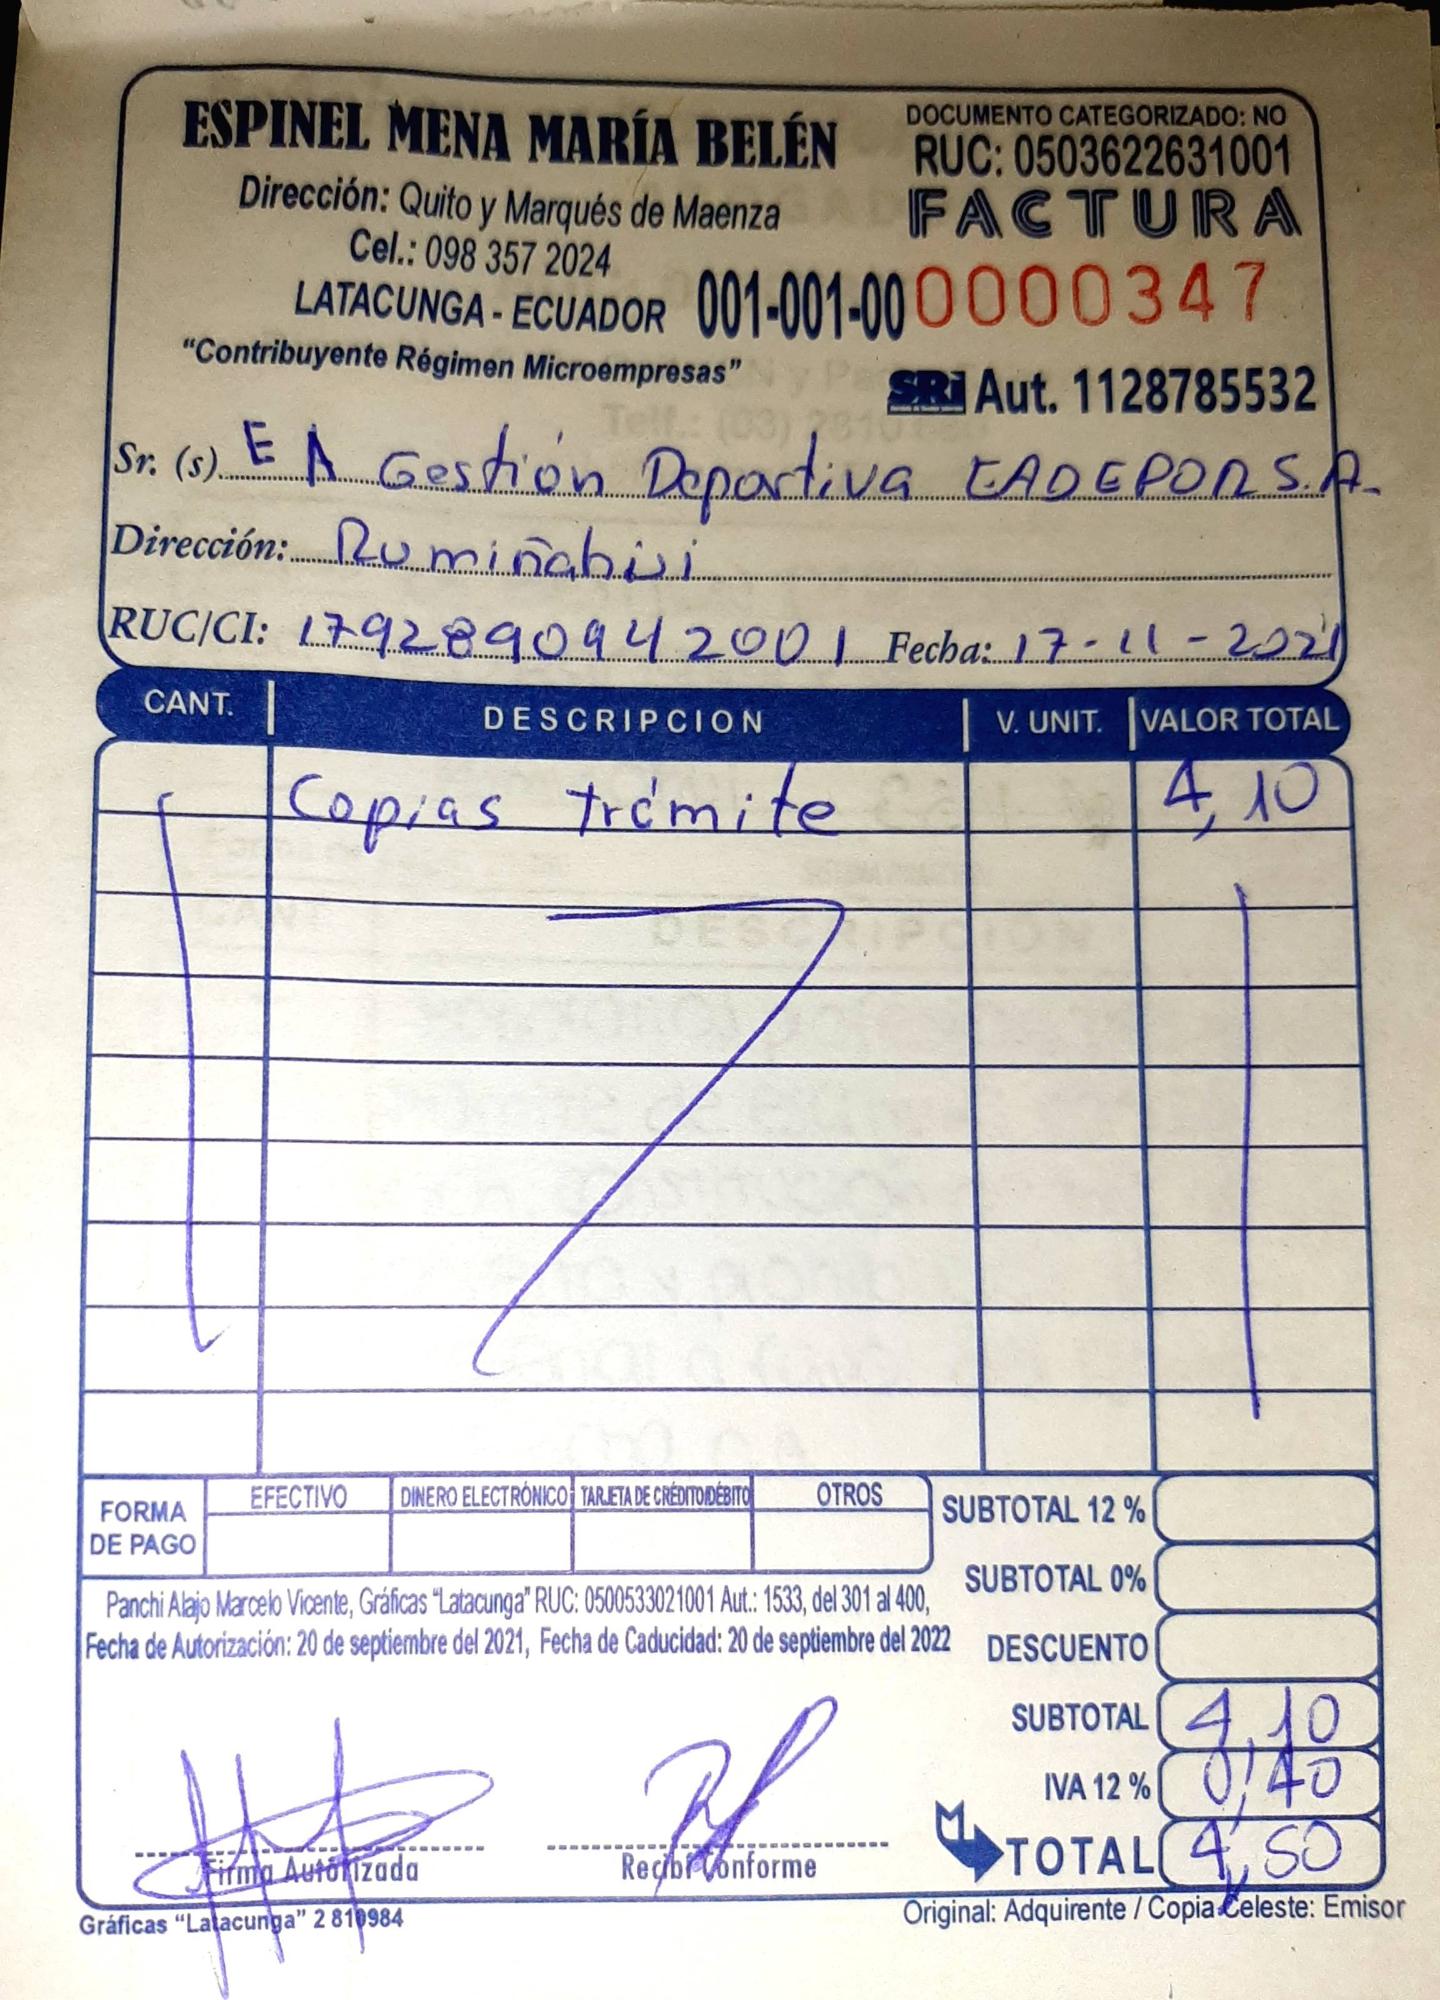 ESPINEL MENA MARÍA BELÉN
Dirección: Quito y Marqués de Maenza
Cel.: 098 357 2024
LATACUNGA - ECUADOR
"Contribuyente Régimen Microempresas"
DOCUMENTO CATEGORIZADO: NO
RUC: 0503622631001
FACTURA
001-001-00 0000347
SRi Aut. 1128785532
Sr. (s) E A Gestión Deportiva EADEPOR S.A.
Dirección: Rumiñahui
RUC/CI: 1792890942001 Fecha: 17-11-2021
CANT. DESCRIPCION V. UNIT. VALOR TOTAL
Copias trámite 4,10
FORMA DE PAGO
EFECTIVO DINERO ELECTRÓNICO TARJETA DE CRÉDITO/DÉBITO OTROS
SUBTOTAL 12 %
SUBTOTAL 0%
DESCUENTO
SUBTOTAL 4,10
IVA 12 % 0,40
TOTAL 4,50
Panchi Alajo Marcelo Vicente, Gráficas "Latacunga" RUC: 0500533021001 Aut.: 1533, del 301 al 400,
Fecha de Autorización: 20 de septiembre del 2021, Fecha de Caducidad: 20 de septiembre del 2022
Firma Autorizada
Recibí Conforme
Gráficas "Latacunga" 2 810984
Original: Adquirente / Copia Celeste: Emisor